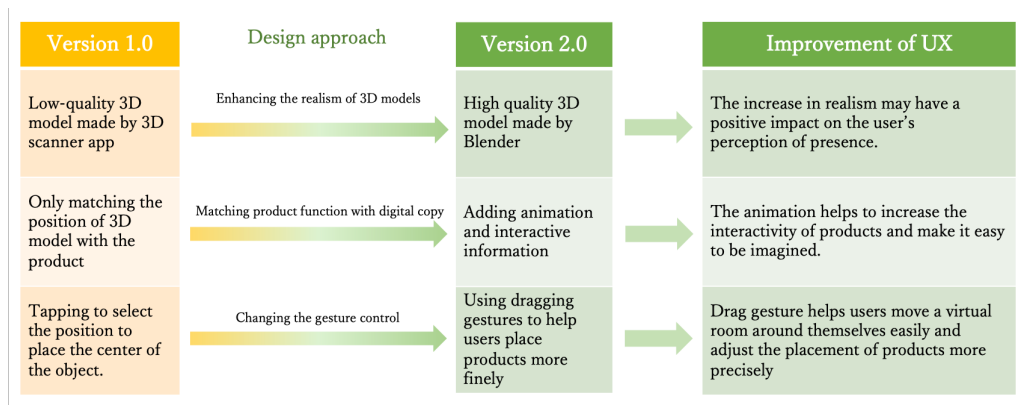 Version 1.0
Design approach
Version 2.0
Improvement of UX
Low-quality 3D
model made by 3D
scanner app
Enhancing the realism of 3D models
High quality 3D
model made by
Blender
The increase in realism may have a
positive impact on the user's
perception of presence.
Only matching the
position of 3D
model with the
product
Matching product function with digital copy
Adding animation
and interactive
information
The animation helps to increase the
interactivity of products and make it easy
to be imagined.
Tapping to select
the position to
place the center of
the object.
Changing the gesture control
Using dragging
gestures to help
users place
products more
finely
Drag gesture helps users move a virtual
room around themselves easily and
adjust the placement of products more
precisely